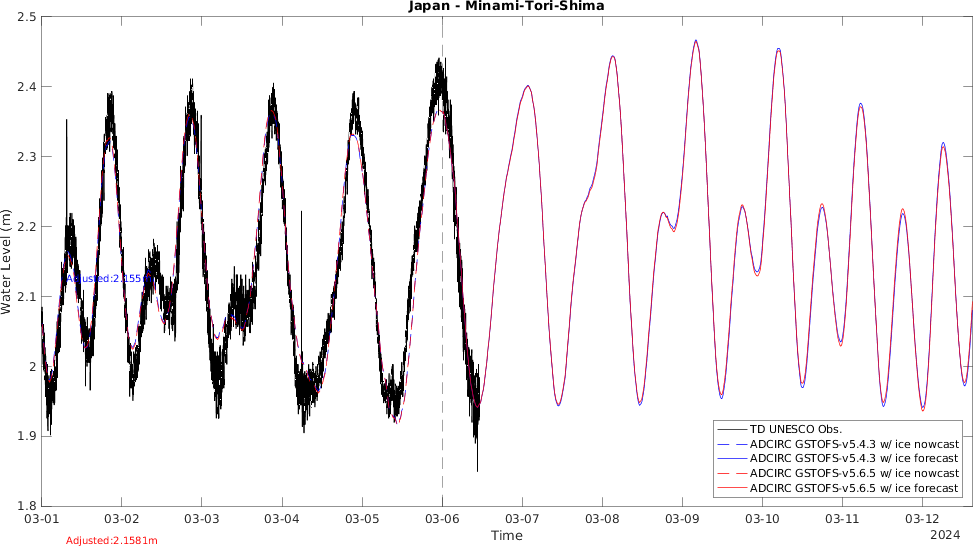 Japan - Minami-Tori-Shima
2.5
2.4
2.3
2.2
2.1
2
1.9
1.8
Water Level (m)
Adjusted:2.155
TD UNESCO Obs.
ADCIRC GSTOFS-v5.4.3 w/ ice nowcast
ADCIRC GSTOFS-v5.4.3 w/ ice forecast
ADCIRC GSTOFS-v5.6.5 w/ ice nowcast
ADCIRC GSTOFS-v5.6.5 w/ ice forecast
03-01 03-02 03-03 03-04 03-05 03-06 03-07 03-08 03-09 03-10 03-11 03-12
Time
2024
Adjusted:2.1581m